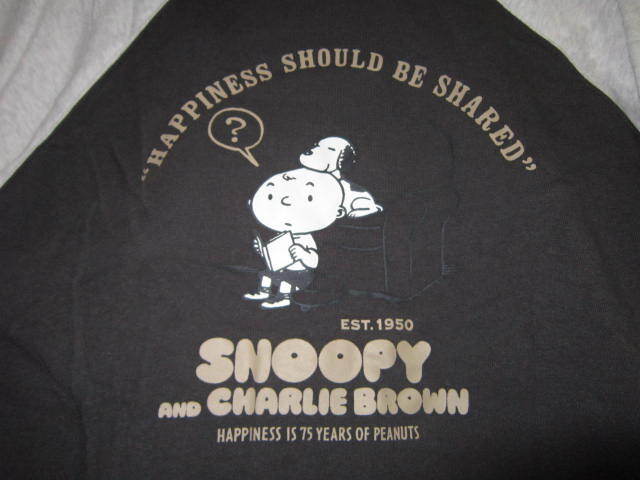 "HAPPINESS SHOULD BE SHARED"
?
EST. 1950
SNOOPY
AND CHARLIE BROWN
HAPPINESS IS 75 YEARS OF PEANUTS